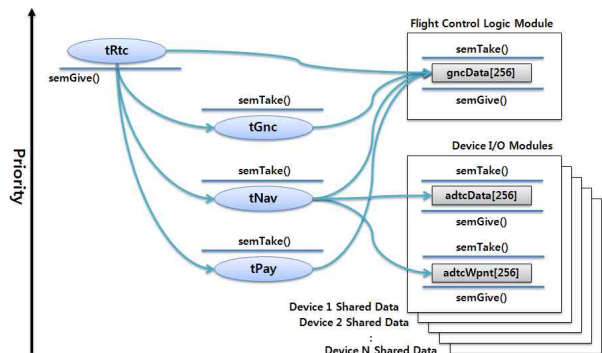 Flight Control Logic Module
tRtc
semTake()
gncData[256]
semGive()
semGive()
semTake()
tGnc
Device I/O Modules
semTake()
semTake()
adtcData[256]
tNav
semGive()
semTake()
semTake()
adtcWpnt[256]
tPay
semGive()
Device 1 Shared Data
Device 2 Shared Data
:
Device N Shared Data
Priority